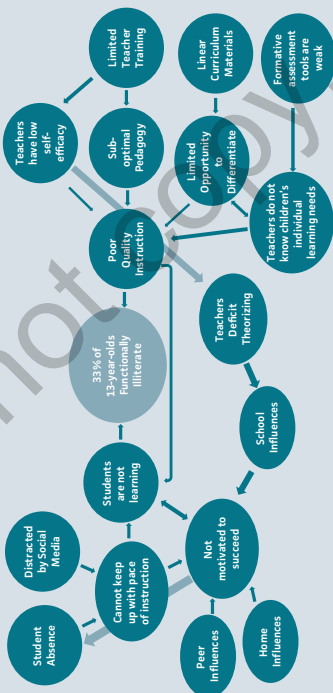 Limited
Teacher
Training
Linear
Curriculum
Materials
Formative
assessment
tools are
weak
Teachers
have low
self-
efficacy
Sub-
optimal
Pedagogy
Limited
Opportunity
to
Differentiate
Teachers do not
know children's
individual
learning needs
Poor
Quality
Instruction
33% of
13-year-olds
Functionally
Illiterate
Teachers
Deficit
Theorizing
School
Influences
Students
are not
learning
Distracted
by Social
Media
Cannot keep
up with pace
of instruction
Not
motivated to
succeed
Student
Absence
Peer
Influences
Home
Influences
not copy,